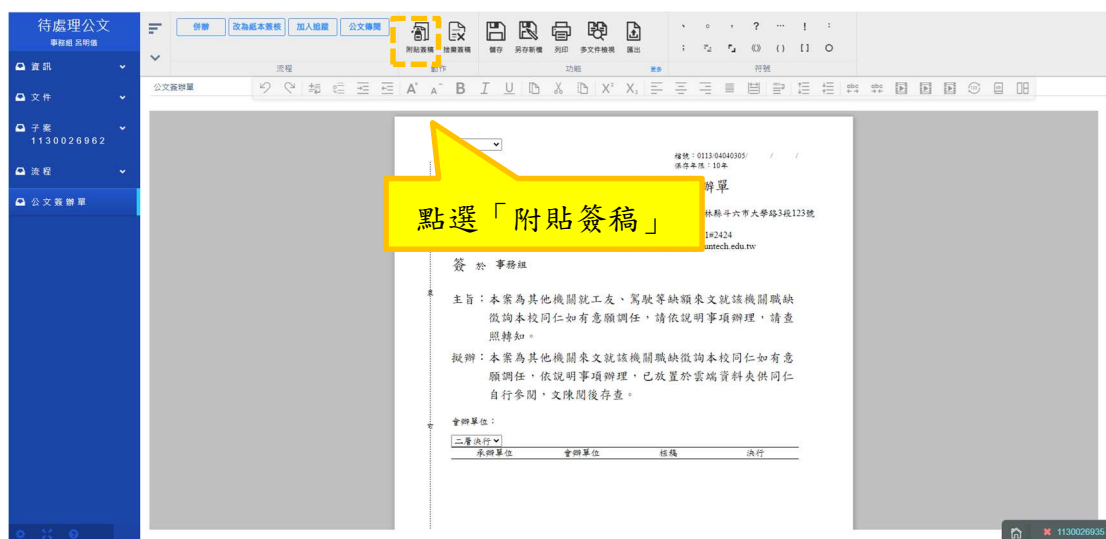 待處理公文
事務組 呂明儀
資訊
文件
子案
1130026962
流程
公文簽辦單
併辦 改為紙本簽核 加入追蹤 公文傳閱
流程
附貼簽稿 捨棄簽稿
動作
儲存 另存新檔 列印 多文件檢視 匯出
功能 更多
、 。 , ? … ! :
; 『』 「」 《》 ( ) [ ] ○
符號
公文簽辦單
A+ A- B I U X² X₂
檔號:0113/04040305/ / /
保存年限:10年
辦單
林縣斗六市大學路3段123號
1#2424
untech.edu.tw
點選「附貼簽稿」
簽 於 事務組
裝
主旨:本案為其他機關就工友、駕駛等缺額來文就該機關職缺
徵詢本校同仁如有意願調任,請依說明事項辦理,請查
照轉知。
擬辦:本案為其他機關來文就該機關職缺徵詢本校同仁如有意
願調任,依說明事項辦理,已放置於雲端資料夾供同仁
自行參閱,文陳閱後存查。
會辦單位:
訂
二層決行
承辦單位 會辦單位 核稿 決行
1130026935